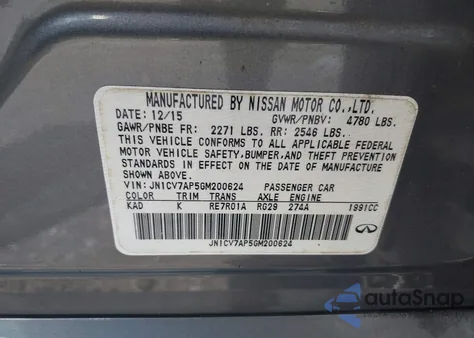 MANUFACTURED BY NISSAN MOTOR CO.,LTD.
DATE: 12/15 GVWR/PNBV: 4780 LBS.
GAWR/PNBE FR: 2271 LBS. RR: 2546 LBS.
THIS VEHICLE CONFORMS TO ALL APPLICABLE FEDERAL
MOTOR VEHICLE SAFETY, BUMPER, AND THEFT PREVENTION
STANDARDS IN EFFECT ON THE DATE OF MANUFACTURE
SHOWN ABOVE.
VIN: JN1CV7AP5GM200624 PASSENGER CAR
COLOR TRIM TRANS AXLE ENGINE
KAD K RE7R01A RG29 274A 1991CC
JN1CV7AP5GM200624
autoSnap